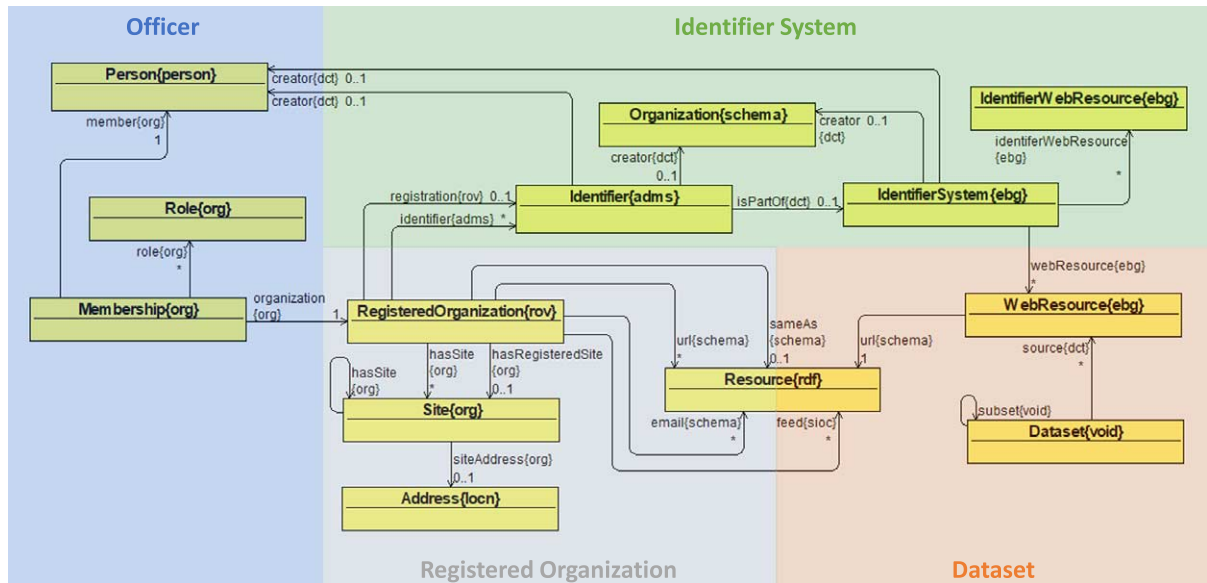 Officer
Identifier System
Person{person}
creator{dct} 0..1
creator{dct} 0..1
member{org}
1
Organization{schema}
creator 0..1
{dct}
IdentifierWebResource{ebg}
identiferWebResource
{ebg}
*
creator{dct}
0..1
registration{rov} 0..1
identifier{adms} *
Identifier{adms}
isPartOf{dct} 0..1
IdentifierSystem{ebg}
Role{org}
role{org}
*
webResource{ebg}
*
Membership{org}
organization
{org}
1
RegisteredOrganization{rov}
WebResource{ebg}
url{schema}
*
sameAs
{schema}
0..1
url{schema}
1
source{dct}
*
hasSite
{org}
hasSite
{org}
*
hasRegisteredSite
{org}
0..1
Resource{rdf}
Site{org}
email{schema}
*
feed{sioc}
*
subset{void}
Dataset{void}
siteAddress{org}
0..1
Address{locn}
Registered Organization
Dataset